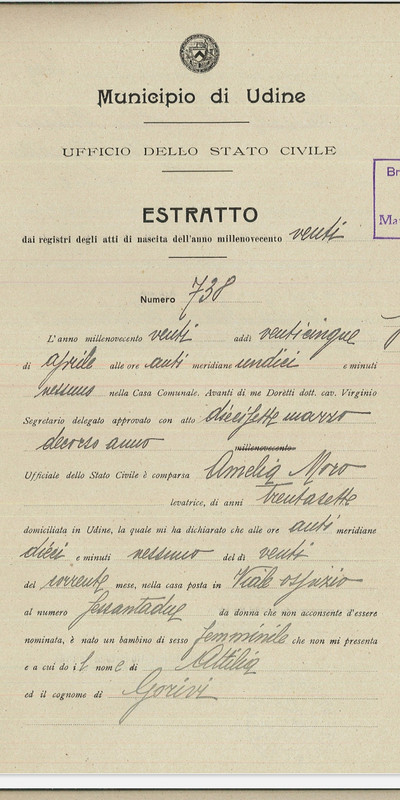 Municipio di Udine
UFFICIO DELLO STATO CIVILE
ESTRATTO
dai registri degli atti di nascita dell'anno millenovecento venti
Numero 738
L'anno millenovecento venti addì venticinque
di aprile alle ore anti meridiane undici e minuti
nessuno nella Casa Comunale. Avanti di me Doretti dott. cav. Virginio
Segretario delegato approvato con atto diecisette marzo
decorso anno millenovecento
Ufficiale dello Stato Civile è comparsa Amelia Moro
levatrice, di anni trentasette
domiciliata in Udine, la quale mi ha dichiarato che alle ore anti meridiane
dieci e minuti nessuno del dì venti
del corrente mese, nella casa posta in Viale ospizio
al numero sessantadue da donna che non acconsente d'essere
nominata, è nato un bambino di sesso femminile che non mi presenta
e a cui do il nome di Attilia
ed il cognome di Gorivi
Br
Ma